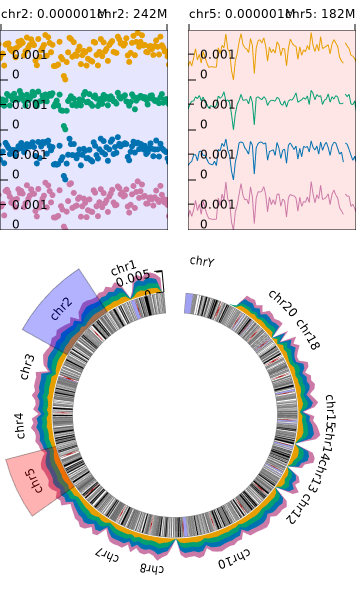 chr2: 0.000001M chr2: 242M
chr5: 0.000001M chr5: 183M
0.001
0
0.001
0
0.001
0
0.001
0
0.001
0
0.001
0
0.001
0
0.001
0
chr1
0.005
0
chrY
chr2
chr20
chr18
chr3
chr15
chr4
chr14
chr13
chr5
chr12
chr7
chr8
chr10